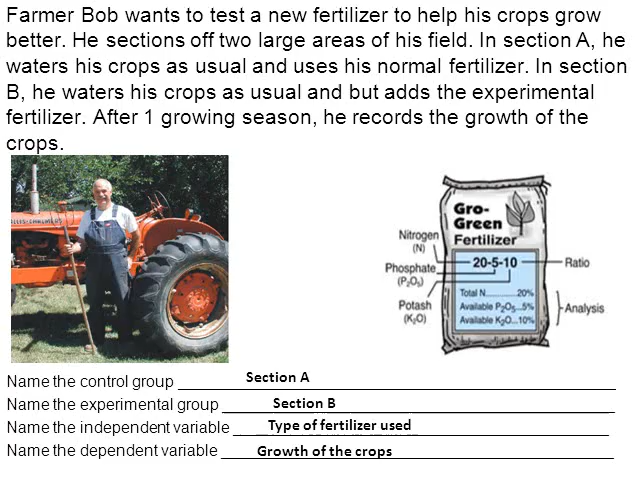 Farmer Bob wants to test a new fertilizer to help his crops grow
better. He sections off two large areas of his field. In section A, he
waters his crops as usual and uses his normal fertilizer. In section
B, he waters his crops as usual and but adds the experimental
fertilizer. After 1 growing season, he records the growth of the
crops.
ALLIS-CHALMERS
Gro-
Green
Fertilizer
Nitrogen
(N)
20-5-10
Ratio
Phosphate
(P₂O₅)
Potash
(K₂O)
Total N........20%
Available P₂O₅..5%
Available K₂O...10%
Analysis
Name the control group Section A
Name the experimental group Section B
Name the independent variable Type of fertilizer used
Name the dependent variable Growth of the crops